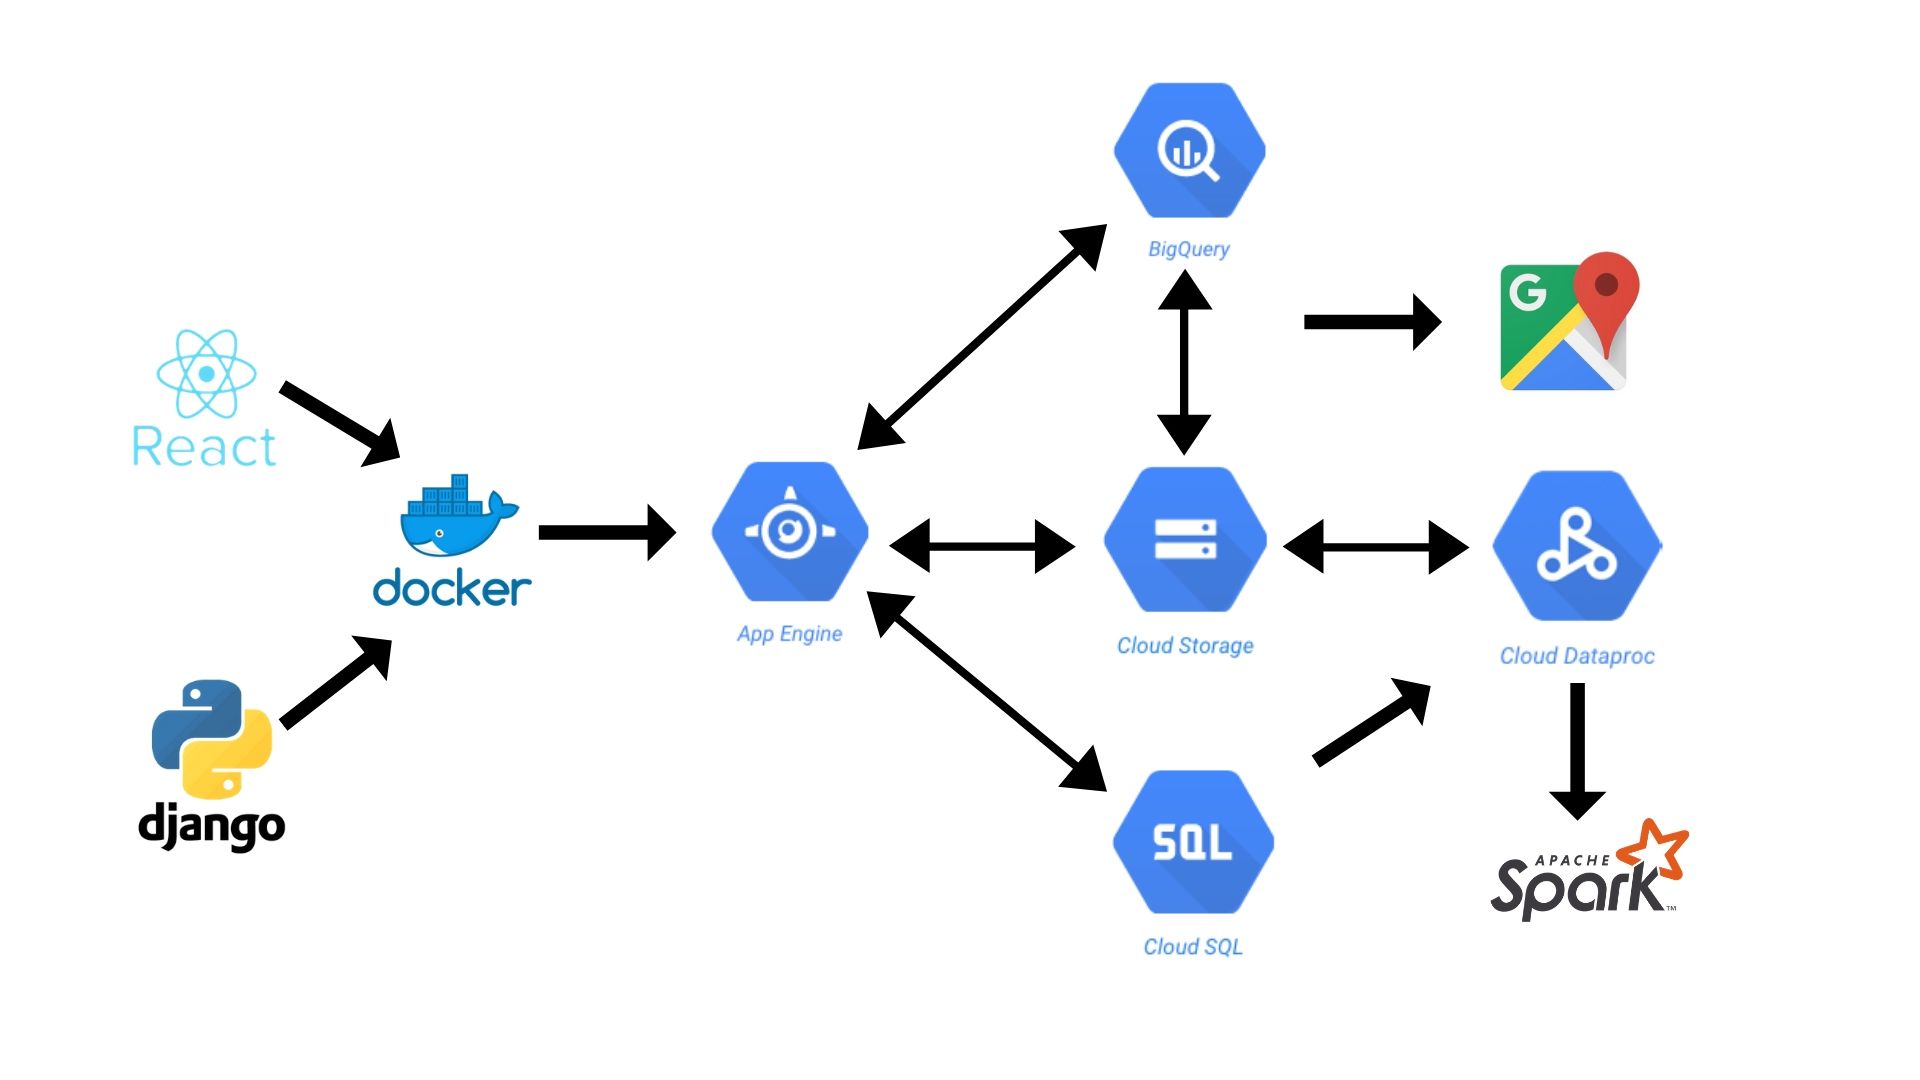 BigQuery
G
React
docker
App Engine
Cloud Storage
Cloud Dataproc
django
SQL
Cloud SQL
APACHE
Spark™